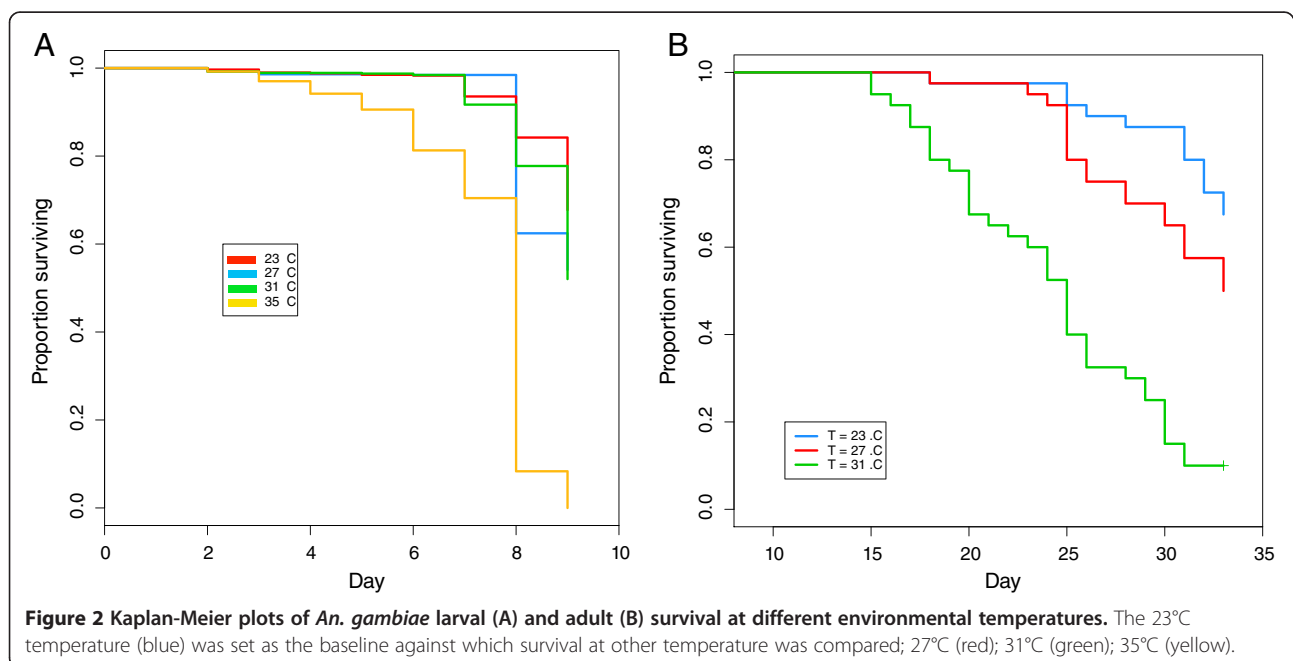 A
Proportion surviving
1.0
0.8
0.6
0.4
0.2
0.0
23 C
27 C
31 C
35 C
0 2 4 6 8 10
Day
B
Proportion surviving
1.0
0.8
0.6
0.4
0.2
0.0
T = 23 .C
T = 27 .C
T = 31 .C
10 15 20 25 30 35
Day
Figure 2 Kaplan-Meier plots of An. gambiae larval (A) and adult (B) survival at different environmental temperatures. The 23°C
temperature (blue) was set as the baseline against which survival at other temperature was compared; 27°C (red); 31°C (green); 35°C (yellow).